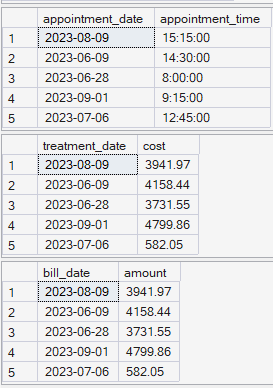 appointment_date appointment_time
1 2023-08-09 15:15:00
2 2023-06-09 14:30:00
3 2023-06-28 8:00:00
4 2023-09-01 9:15:00
5 2023-07-06 12:45:00
treatment_date cost
1 2023-08-09 3941.97
2 2023-06-09 4158.44
3 2023-06-28 3731.55
4 2023-09-01 4799.86
5 2023-07-06 582.05
bill_date amount
1 2023-08-09 3941.97
2 2023-06-09 4158.44
3 2023-06-28 3731.55
4 2023-09-01 4799.86
5 2023-07-06 582.05